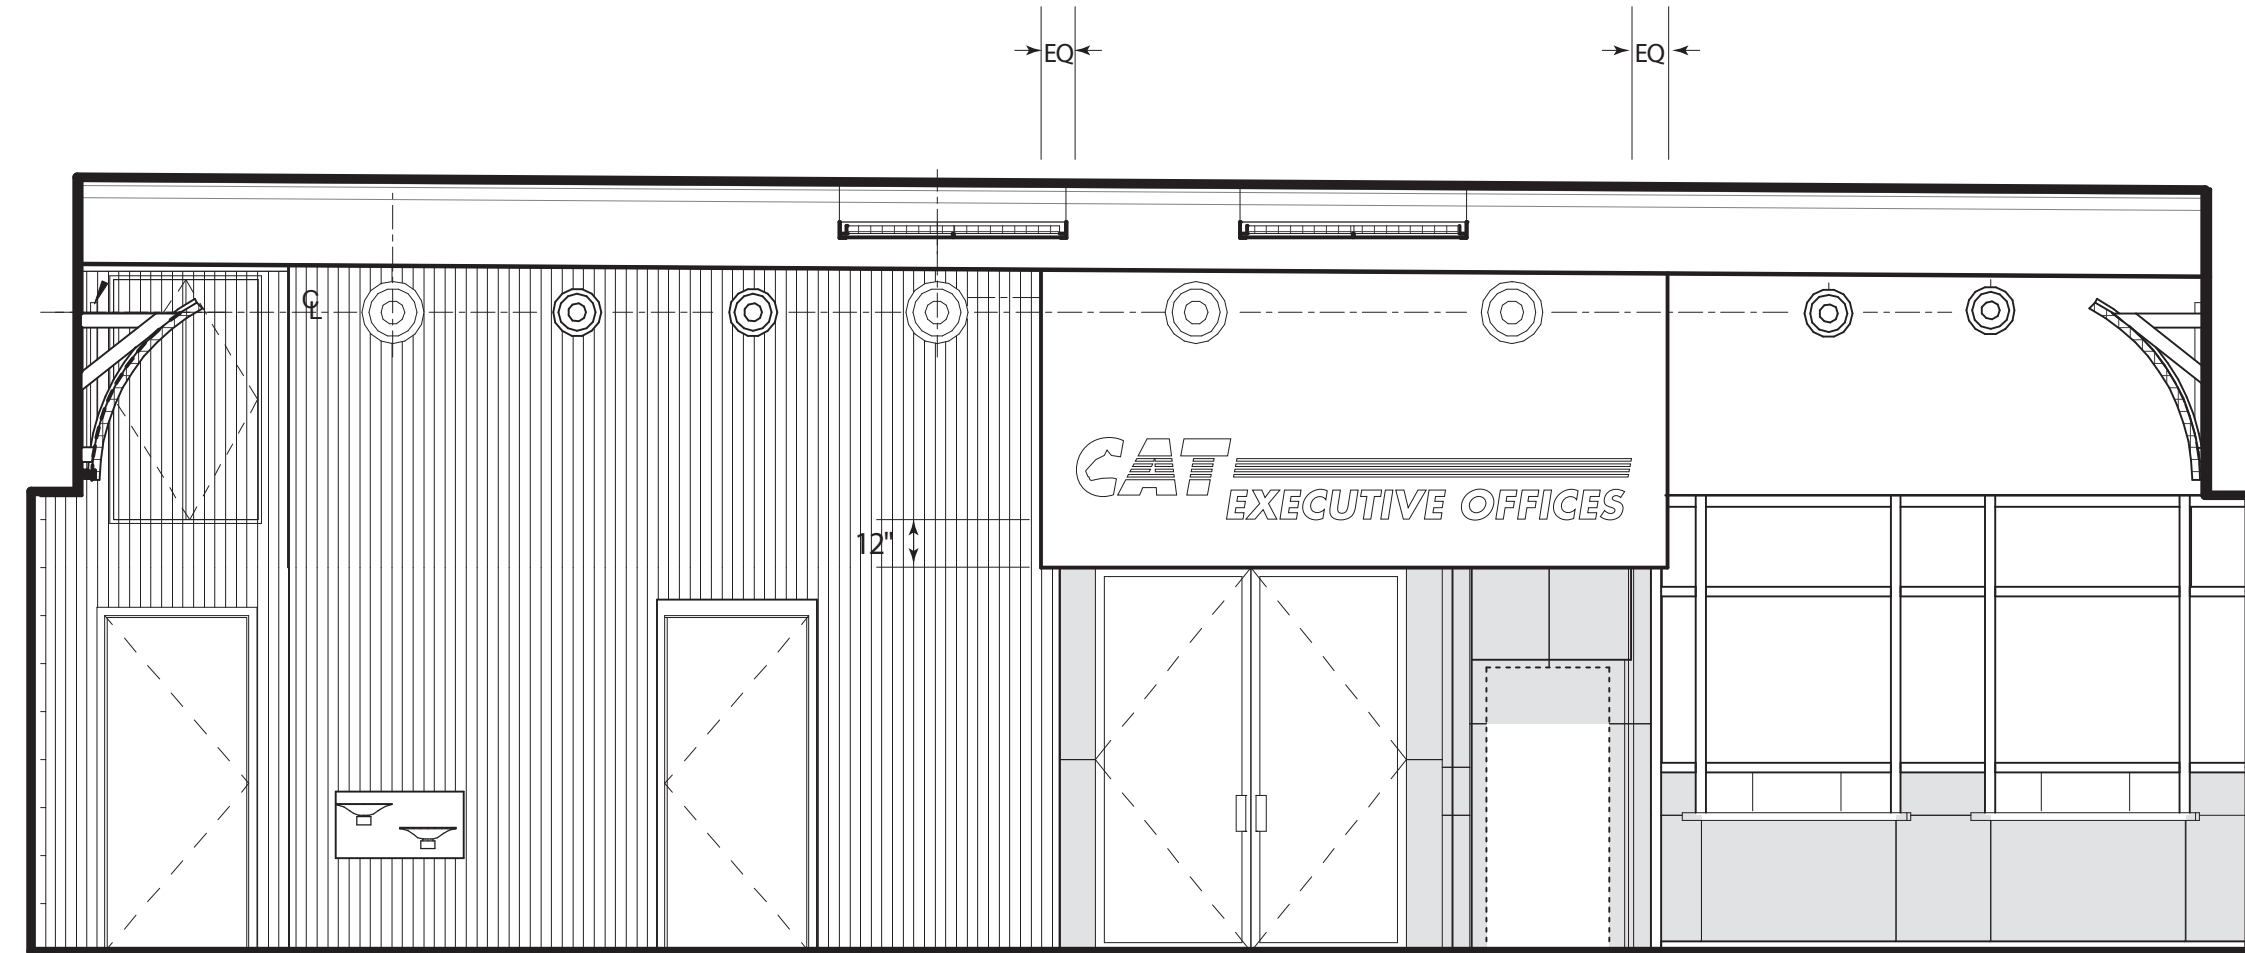 EQ EQ
CL
CAT
EXECUTIVE OFFICES
12"